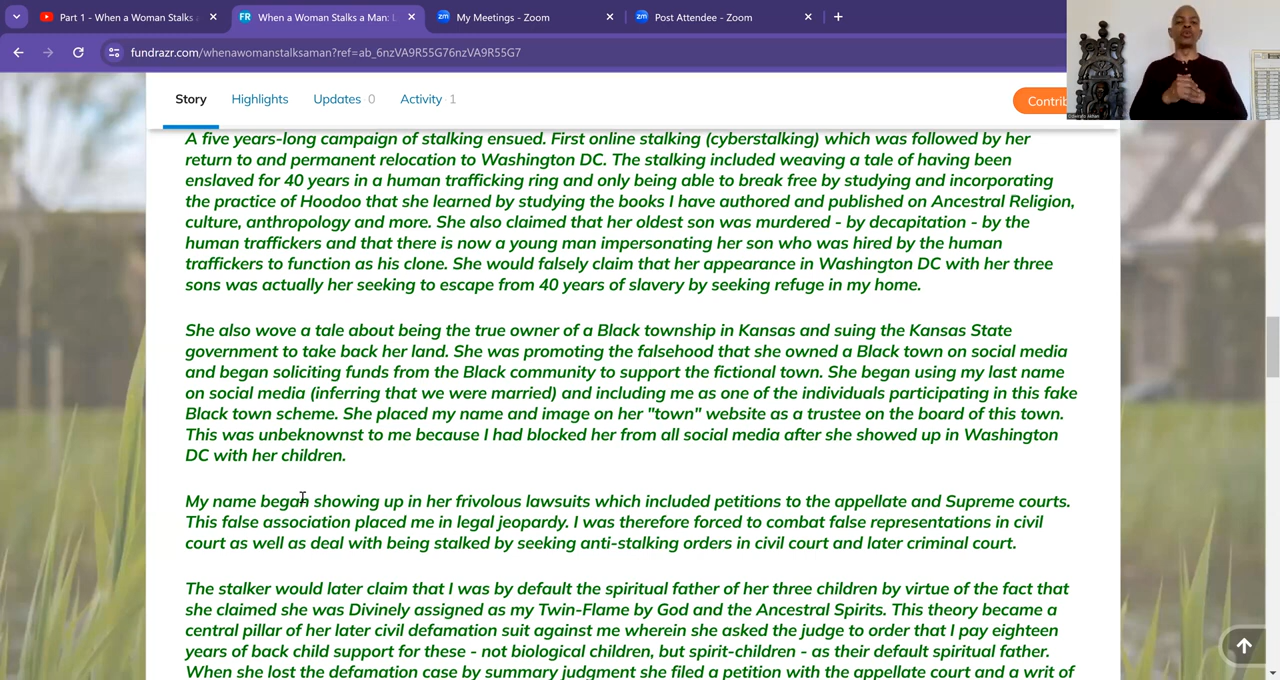 Part 1 - When a Woman Stalks a
When a Woman Stalks a Man: L
My Meetings - Zoom
Post Attendee - Zoom
fundrazr.com/whenawomanstalksaman?ref=ab_6nzVA9R55G76nzVA9R55G7
Story Highlights Updates 0 Activity 1
Contrib
A five years-long campaign of stalking ensued. First online stalking (cyberstalking) which was followed by her
return to and permanent relocation to Washington DC. The stalking included weaving a tale of having been
enslaved for 40 years in a human trafficking ring and only being able to break free by studying and incorporating
the practice of Hoodoo that she learned by studying the books I have authored and published on Ancestral Religion,
culture, anthropology and more. She also claimed that her oldest son was murdered - by decapitation - by the
human traffickers and that there is now a young man impersonating her son who was hired by the human
traffickers to function as his clone. She would falsely claim that her appearance in Washington DC with her three
sons was actually her seeking to escape from 40 years of slavery by seeking refuge in my home.
She also wove a tale about being the true owner of a Black township in Kansas and suing the Kansas State
government to take back her land. She was promoting the falsehood that she owned a Black town on social media
and began soliciting funds from the Black community to support the fictional town. She began using my last name
on social media (inferring that we were married) and including me as one of the individuals participating in this fake
Black town scheme. She placed my name and image on her "town" website as a trustee on the board of this town.
This was unbeknownst to me because I had blocked her from all social media after she showed up in Washington
DC with her children.
My name began showing up in her frivolous lawsuits which included petitions to the appellate and Supreme courts.
This false association placed me in legal jeopardy. I was therefore forced to combat false representations in civil
court as well as deal with being stalked by seeking anti-stalking orders in civil court and later criminal court.
The stalker would later claim that I was by default the spiritual father of her three children by virtue of the fact that
she claimed she was Divinely assigned as my Twin-Flame by God and the Ancestral Spirits. This theory became a
central pillar of her later civil defamation suit against me wherein she asked the judge to order that I pay eighteen
years of back child support for these - not biological children, but spirit-children - as their default spiritual father.
When she lost the defamation case by summary judgment she filed a petition with the appellate court and a writ of